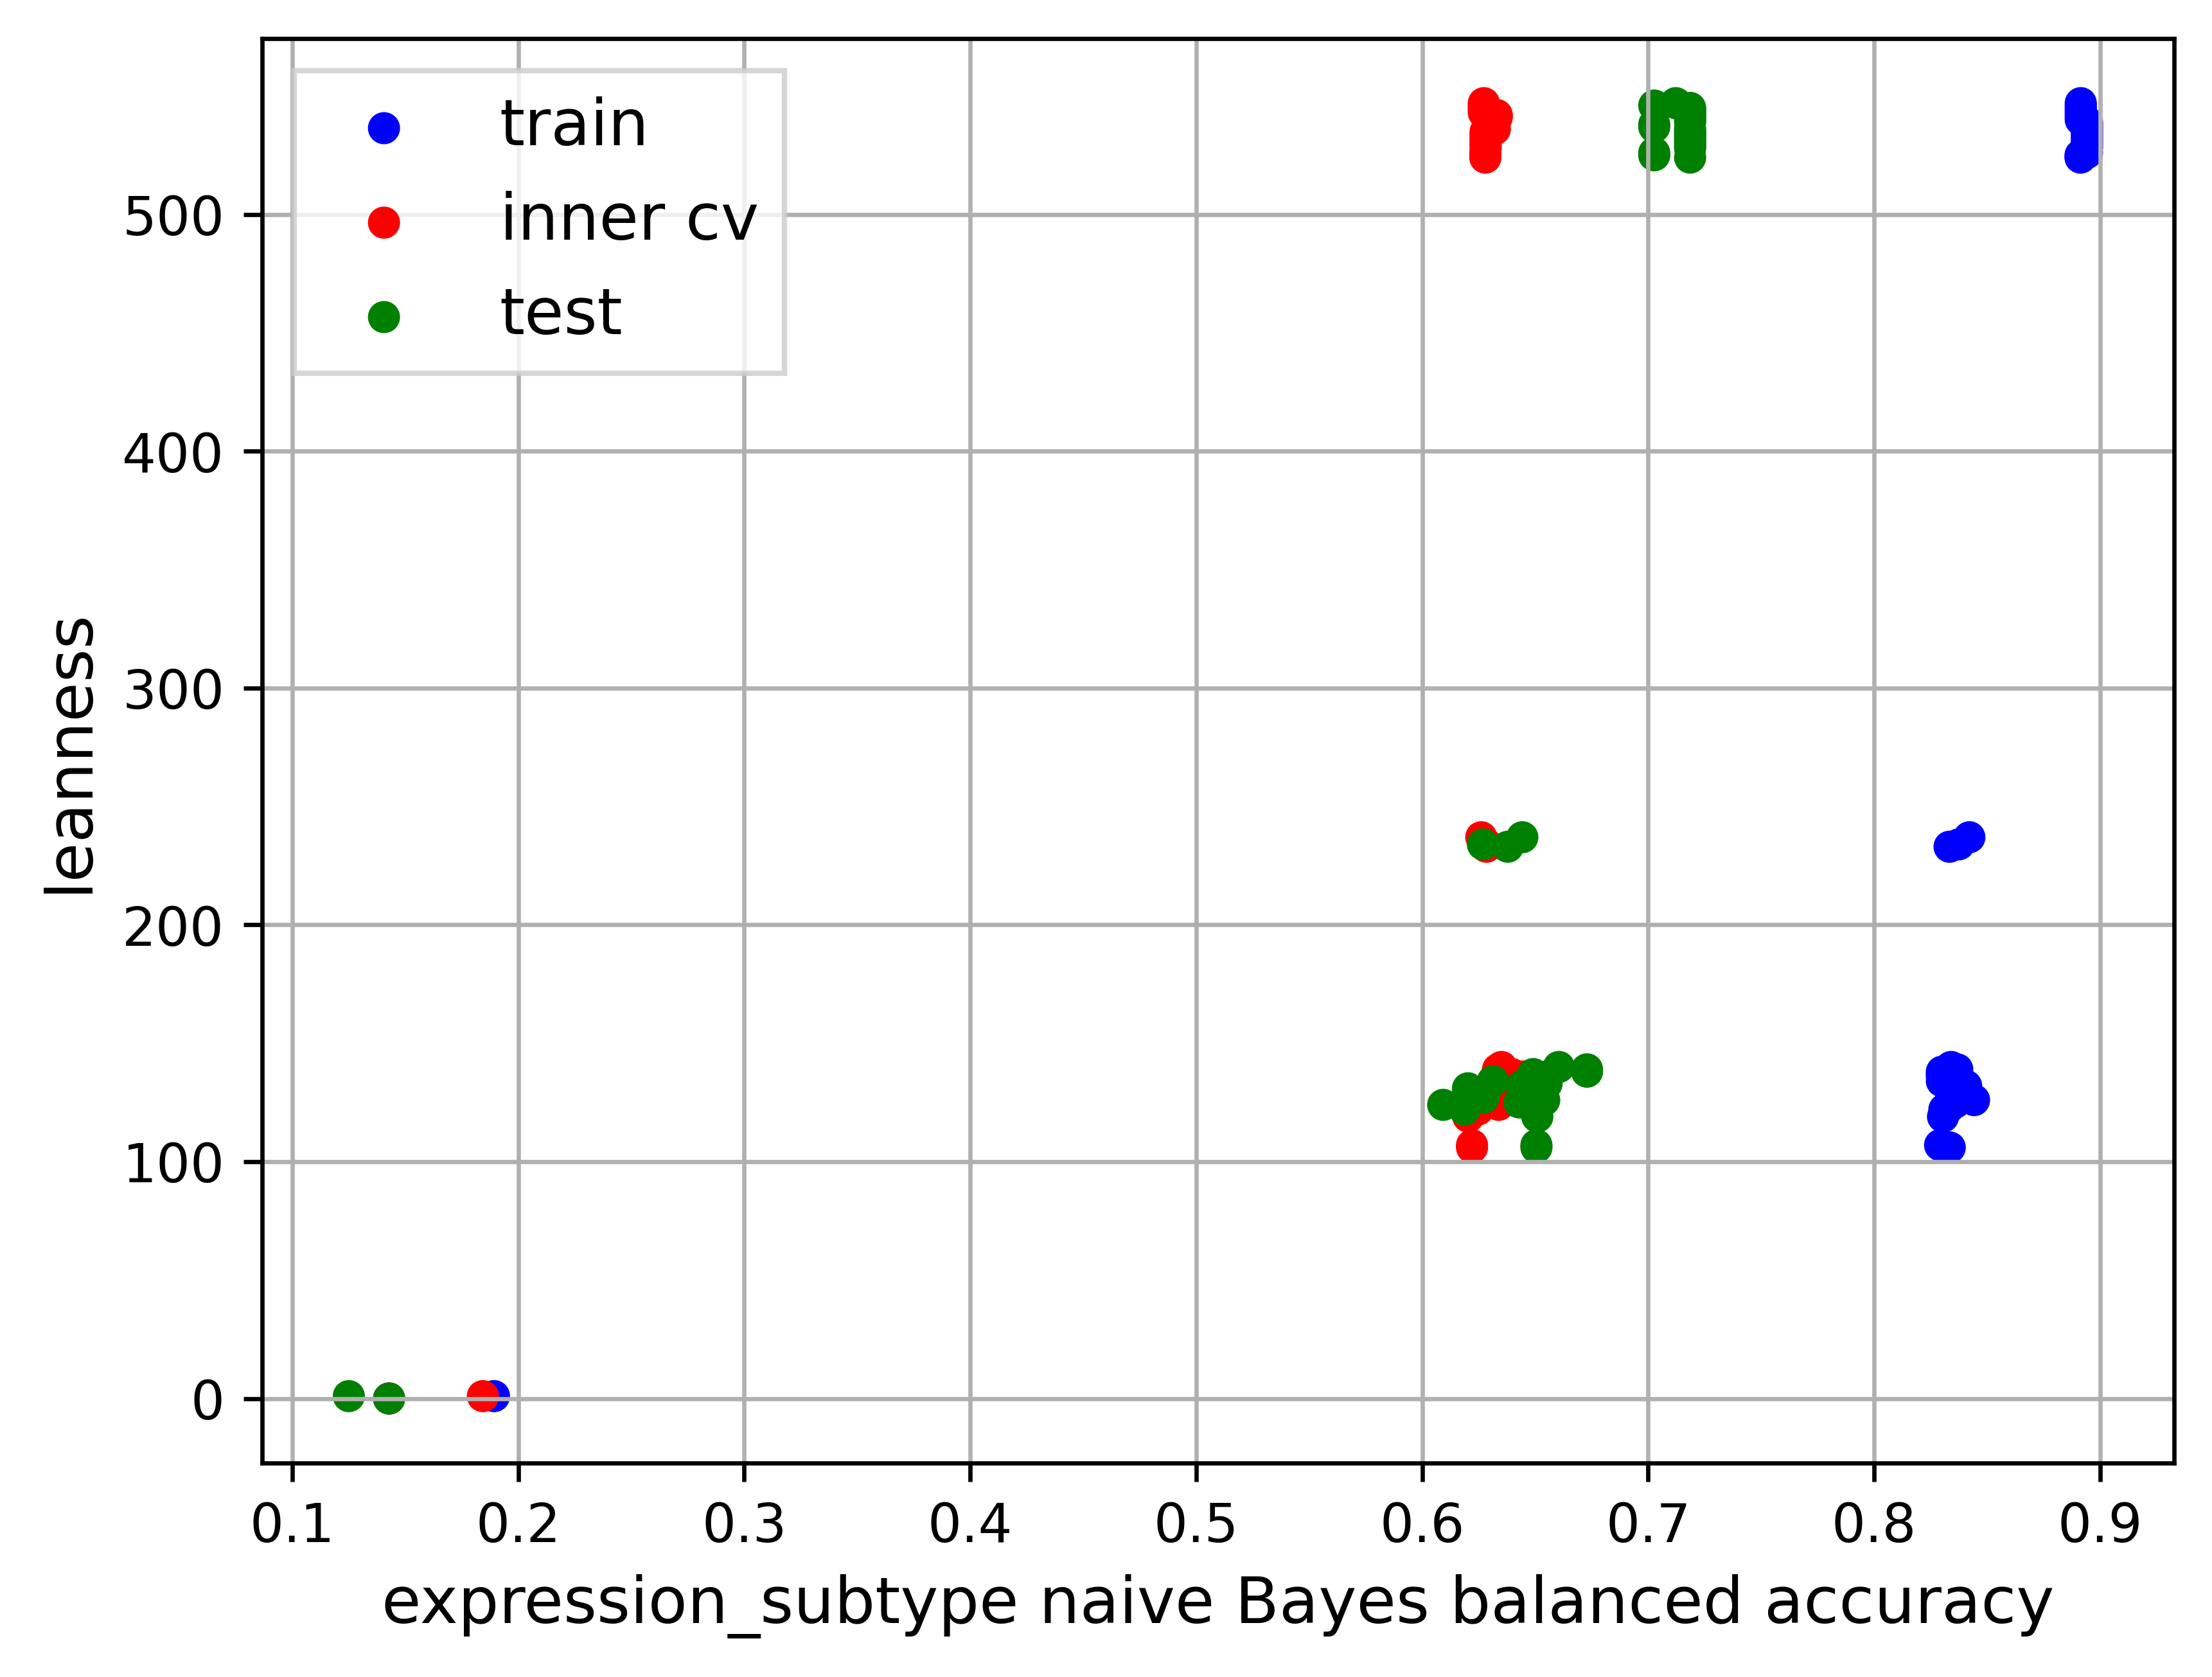 train
inner cv
test
500
400
300
200
100
0
leanness
0.1 0.2 0.3 0.4 0.5 0.6 0.7 0.8 0.9
expression_subtype naive Bayes balanced accuracy